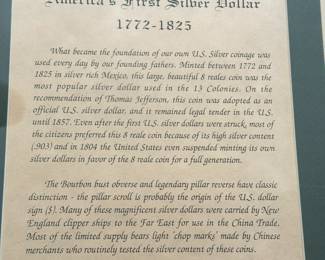 America's First Silver Dollar
1772-1825
What became the foundation of our own U.S. Silver coinage was
used every day by our founding fathers. Minted between 1772 and
1825 in silver rich Mexico, this large, beautiful 8 reales coin was the
most popular silver dollar used in the 13 Colonies. On the
recommendation of Thomas Jefferson, this coin was adopted as an
official U.S. silver dollar, and it remained legal tender in the U.S.
until 1857. Even after the first U.S. silver dollars were struck, most of
the citizens preferred this 8 reale coin because of its high silver content
(.903) and in 1804 the United States even suspended minting its own
silver dollars in favor of the 8 reale coin for a full generation.
The Bourbon bust obverse and legendary pillar reverse have classic
distinction - the pillar scroll is probably the origin of the U.S. dollar
sign ($). Many of these magnificent silver dollars were carried by New
England clipper ships to the Far East for use in the China Trade.
Most of the limited supply bears light 'chop marks' made by Chinese
merchants who routinely tested the silver content of these coins.